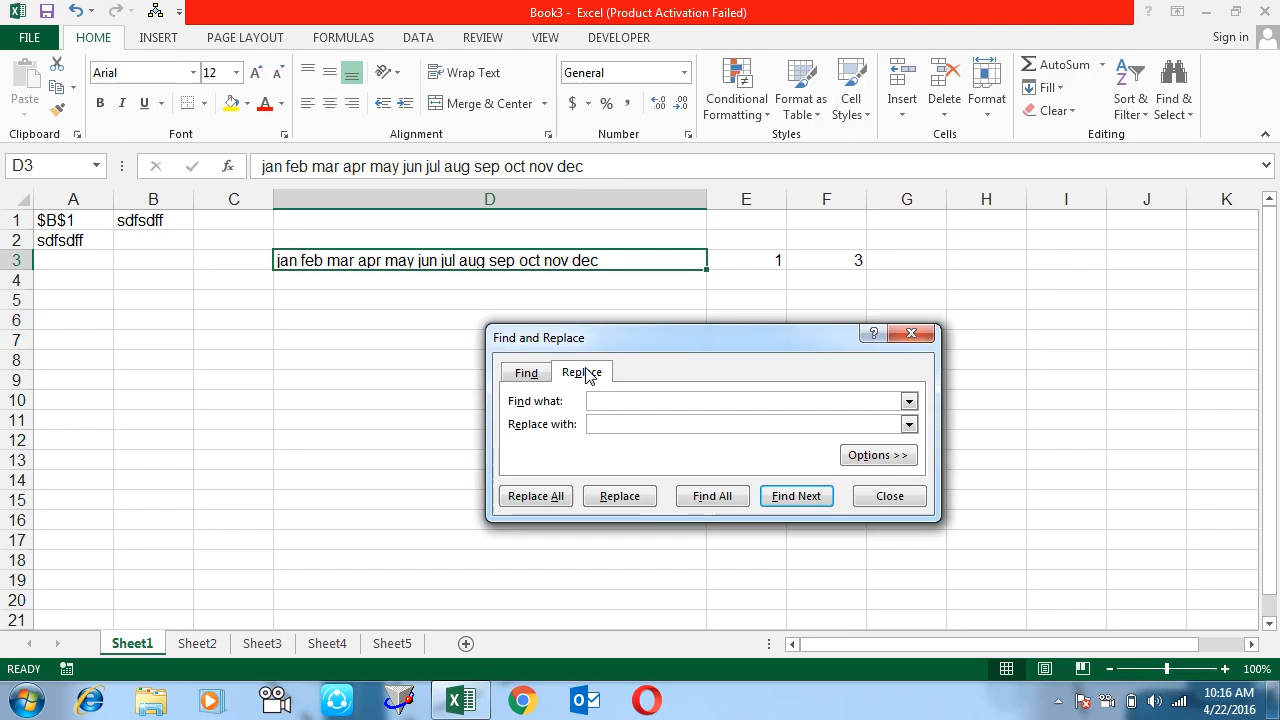 Book3 - Excel (Product Activation Failed)
FILE HOME INSERT PAGE LAYOUT FORMULAS DATA REVIEW VIEW DEVELOPER Sign in
Paste
Clipboard
Arial 12
B I U
Font
Wrap Text
Merge & Center
Alignment
General
$ % ,
Number
Conditional Formatting
Format as Table
Cell Styles
Styles
Insert Delete Format
Cells
AutoSum
Fill
Clear
Sort & Filter
Find & Select
Editing
D3 fx jan feb mar apr may jun jul aug sep oct nov dec
A B C D E F G H I J K
1 $B$1 sdfsdff
2 sdfsdff
3 jan feb mar apr may jun jul aug sep oct nov dec 1 3
4
5
6
7
8
9
10
11
12
13
14
15
16
17
18
19
20
21
Find and Replace
Find Replace
Find what:
Replace with:
Options >>
Replace All Replace Find All Find Next Close
Sheet1 Sheet2 Sheet3 Sheet4 Sheet5
READY 100%
10:16 AM
4/22/2016